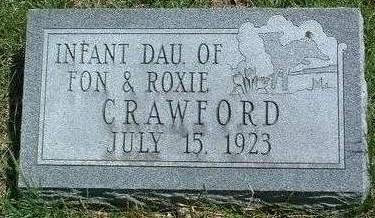 INFANT DAU. OF
FON & ROXIE
CRAWFORD
JULY 15, 1923